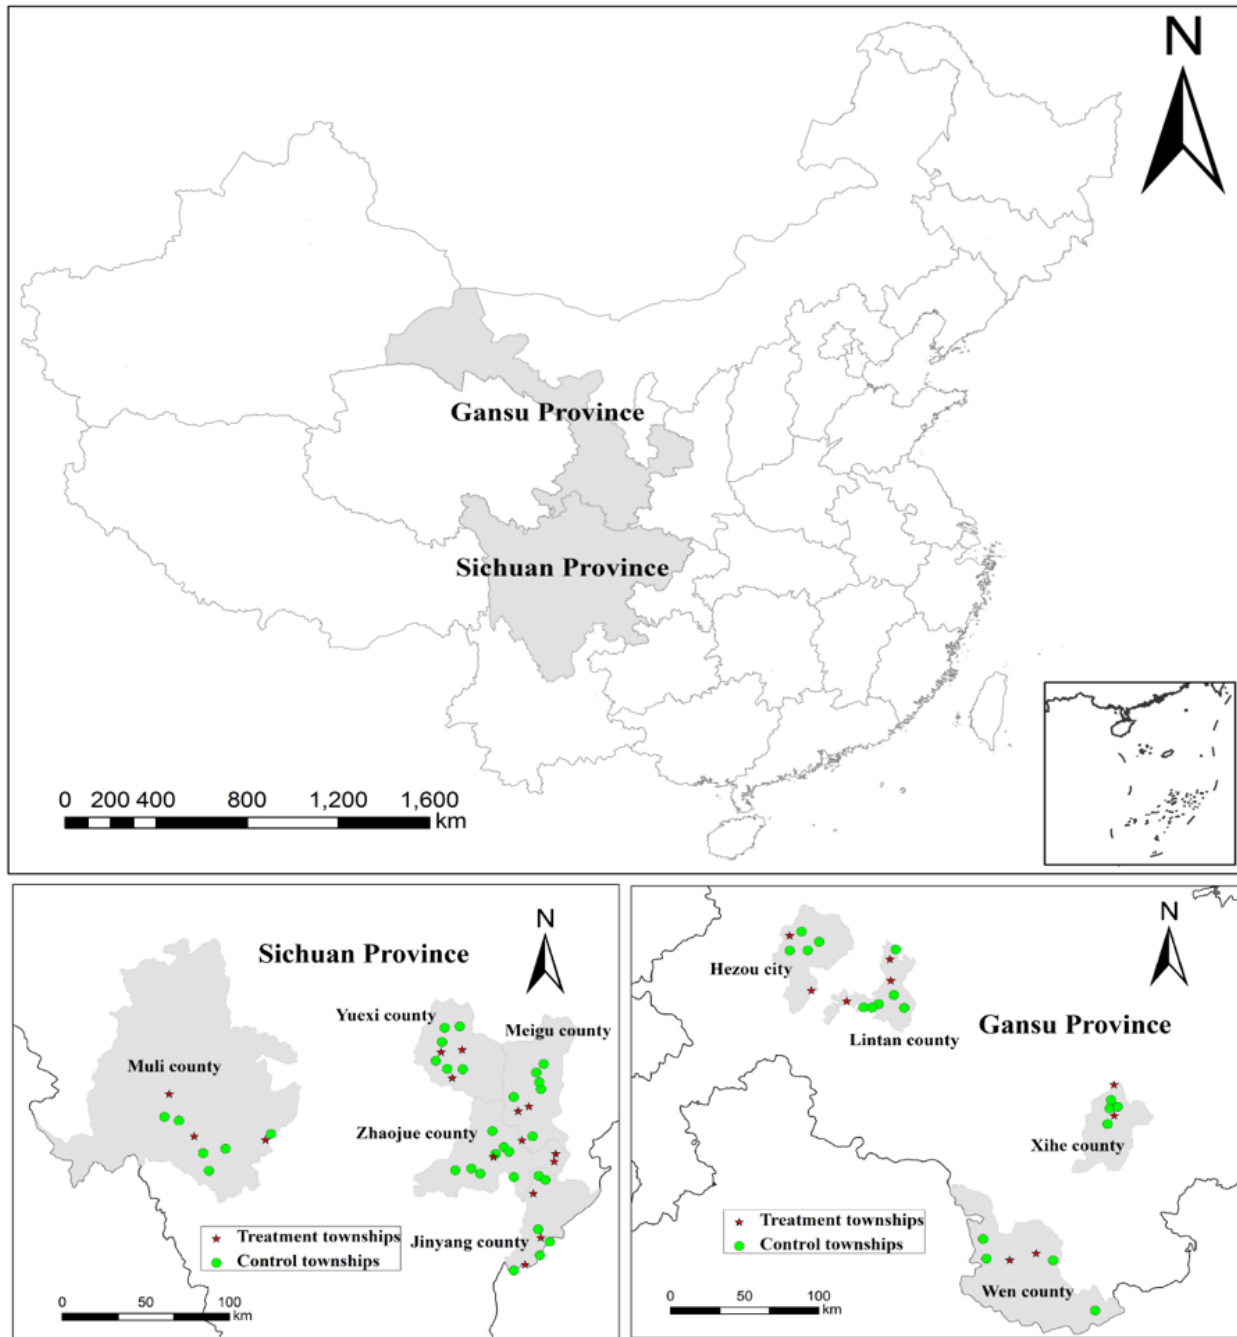 N
Gansu Province
Sichuan Province
0 200 400 800 1,200 1,600
km
N
Sichuan Province
Yuexi county
Meigu county
Muli county
Zhaojue county
Jinyang county
Treatment townships
Control townships
0 50 100
km
N
Hezou city
Lintan county
Gansu Province
Xihe county
Treatment townships
Control townships
Wen county
0 50 100
km